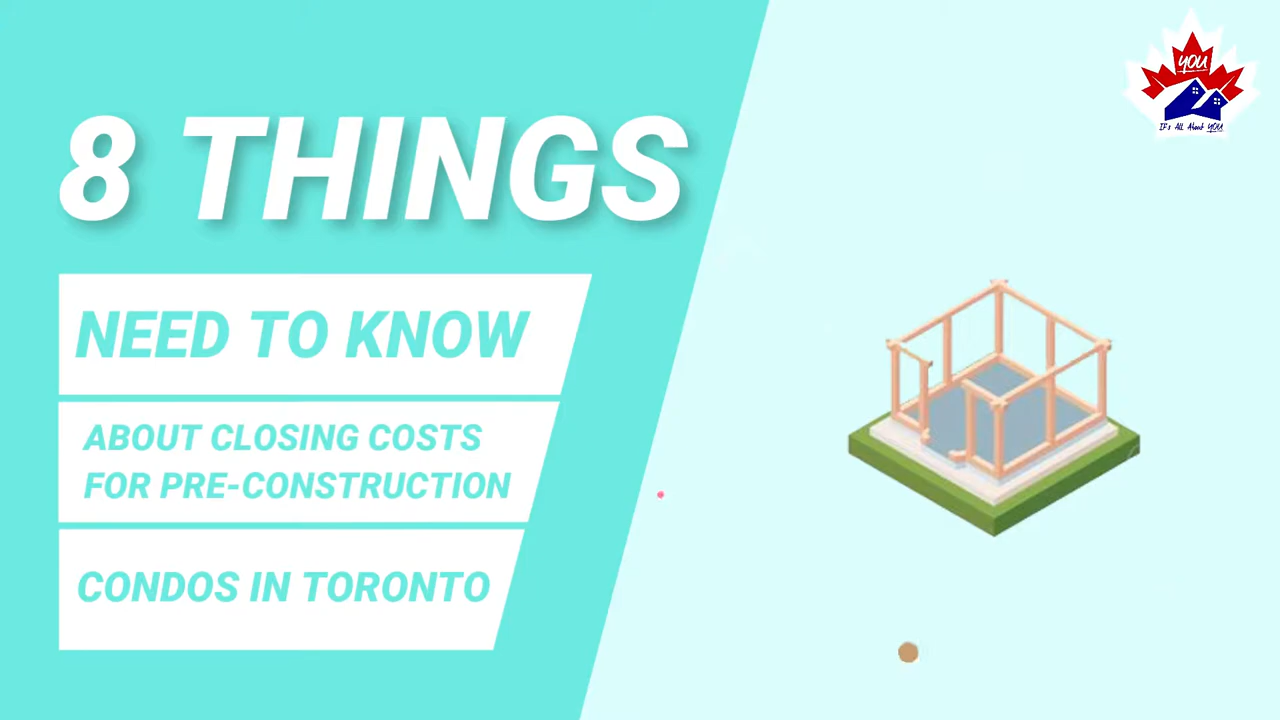 8 THINGS
NEED TO KNOW
ABOUT CLOSING COSTS
FOR PRE-CONSTRUCTION
CONDOS IN TORONTO
YOU
It's All About YOU